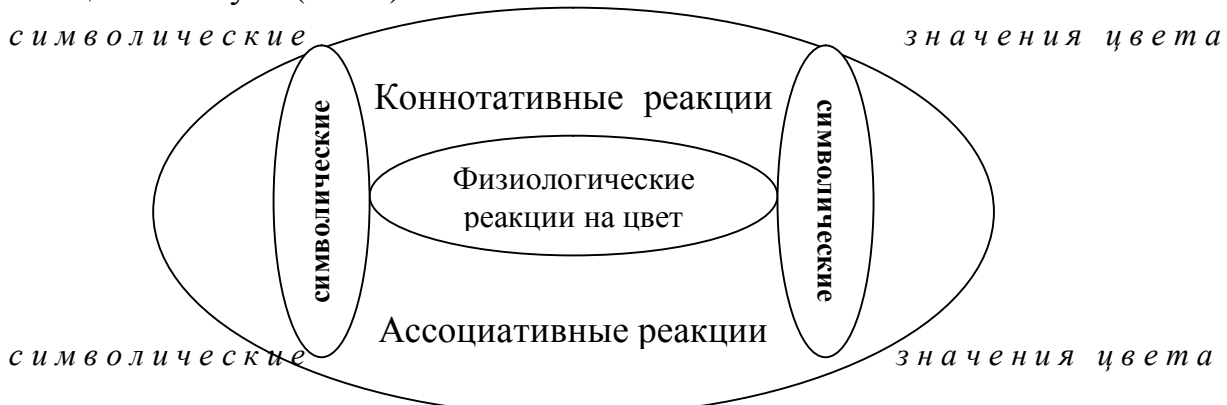 символические значения цвета
Коннотативные реакции
символические
Физиологические
реакции на цвет
символические
Ассоциативные реакции
символические значения цвета